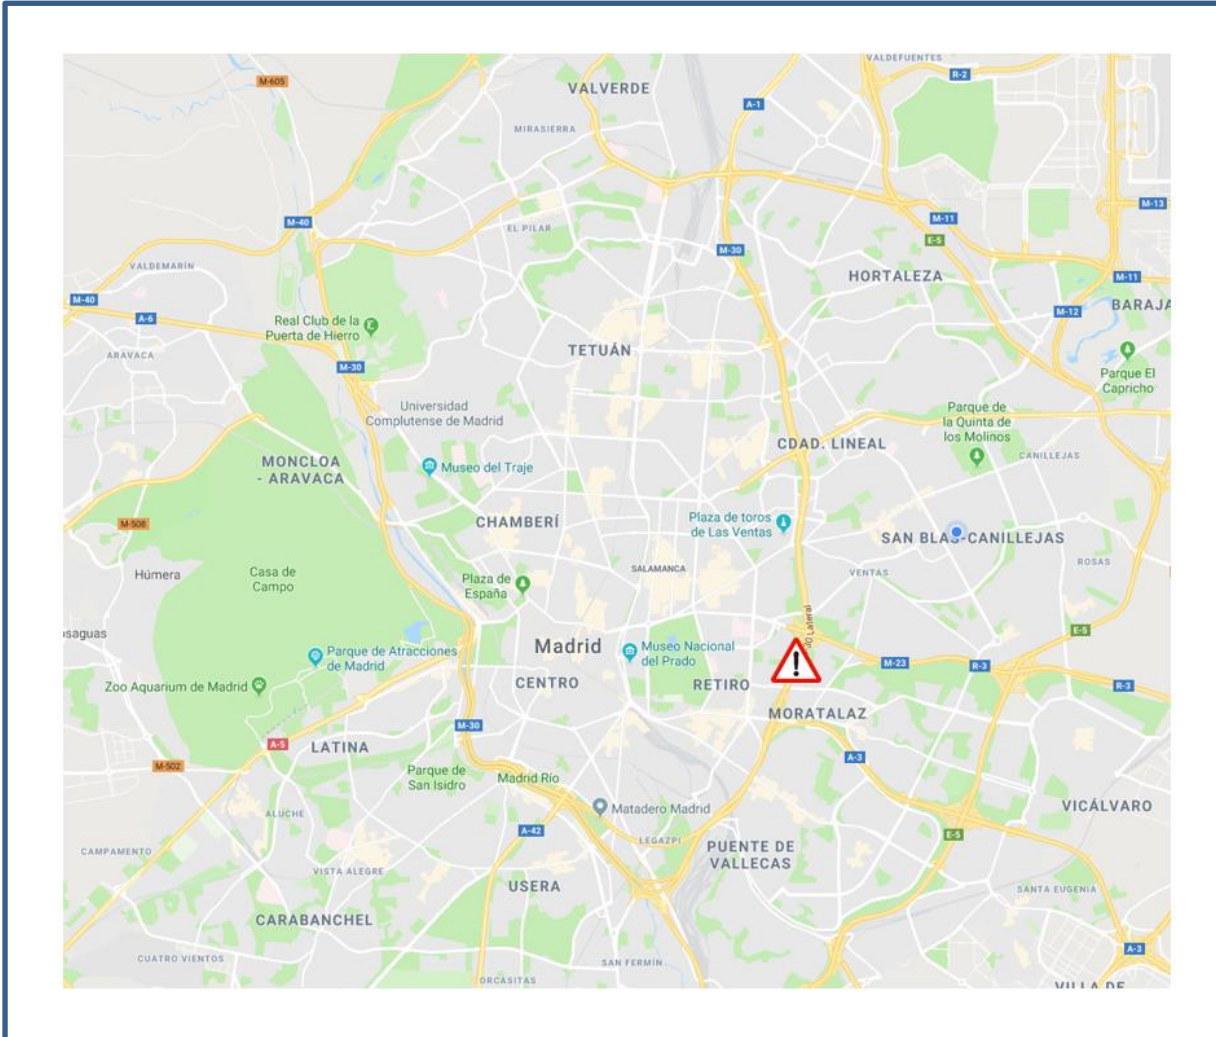 VALDEFUENTES
M-605
R-2
VALVERDE
A-1
MIRASIERRA
M-13
M-40
EL PILAR
M-11
E-5
M-30
VALDEMARÍN
HORTALEZA
M-11
M-40
BARAJA
A-6
Real Club de la
Puerta de Hierro
M-12
ARAVACA
TETUÁN
M-30
Parque El
Capricho
Universidad
Complutense de Madrid
Parque de
la Quinta de
los Molinos
CDAD. LINEAL
CANILLEJAS
MONCLOA
- ARAVACA
Museo del Traje
M-508
CHAMBERÍ
Plaza de toros
de Las Ventas
SAN BLAS-CANILLEJAS
Húmera
Casa de
Campo
Plaza de
España
SALAMANCA
VENTAS
ROSAS
osaguas
30 Lateral
E-5
Parque de Atracciones
de Madrid
Madrid
Museo Nacional
del Prado
!
M-23
R-3
Zoo Aquarium de Madrid
CENTRO
RETIRO
R-3
MORATALAZ
M-30
A-5
LATINA
M-502
Parque de
San Isidro
Madrid Río
A-3
ALUCHE
Matadero Madrid
VICÁLVARO
A-42
LEGAZPI
E-5
CAMPAMENTO
PUENTE DE
VALLECAS
VISTA ALEGRE
USERA
SANTA EUGENIA
CARABANCHEL
A-3
CUATRO VIENTOS
SAN FERMÍN
ORCASITAS
VILLA DE